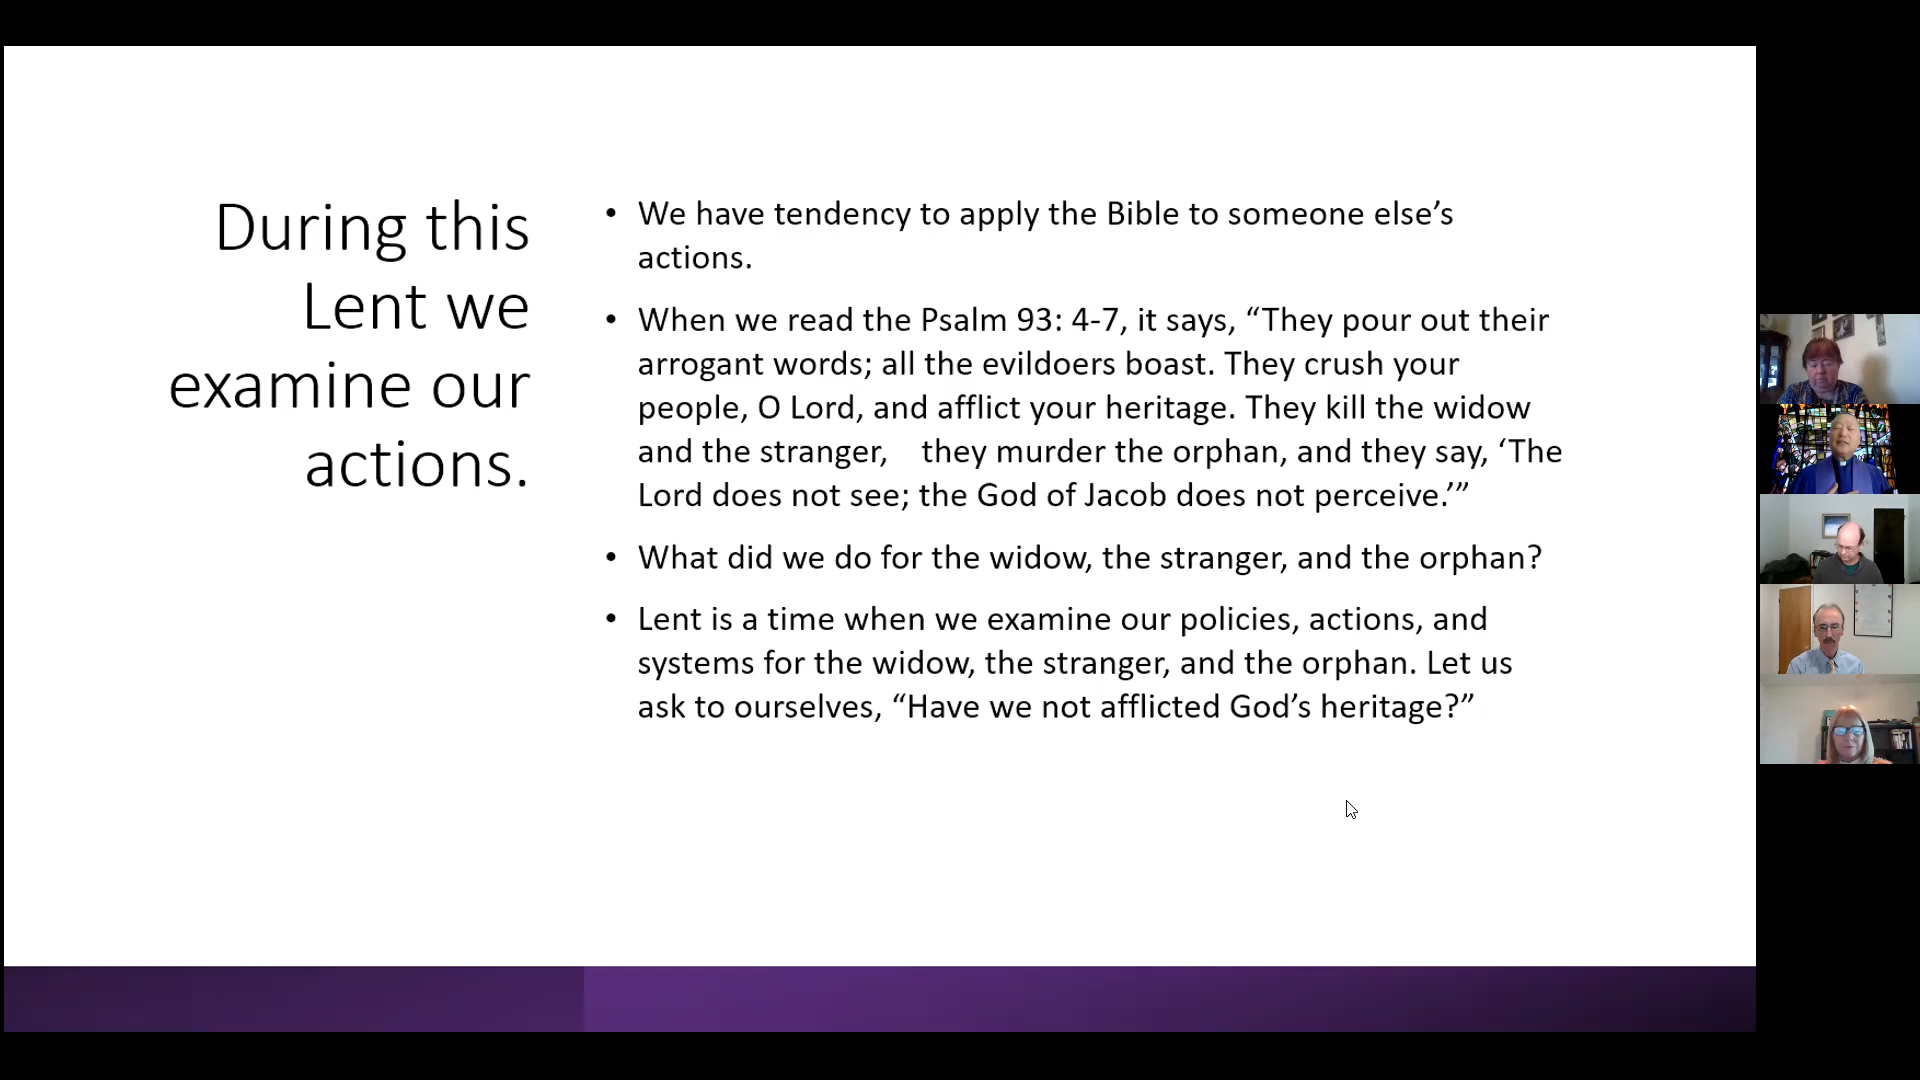 During this
Lent we
examine our
actions.
• We have tendency to apply the Bible to someone else’s
actions.
• When we read the Psalm 93: 4-7, it says, “They pour out their
arrogant words; all the evildoers boast. They crush your
people, O Lord, and afflict your heritage. They kill the widow
and the stranger, they murder the orphan, and they say, ‘The
Lord does not see; the God of Jacob does not perceive.’”
• What did we do for the widow, the stranger, and the orphan?
• Lent is a time when we examine our policies, actions, and
systems for the widow, the stranger, and the orphan. Let us
ask to ourselves, “Have we not afflicted God’s heritage?”